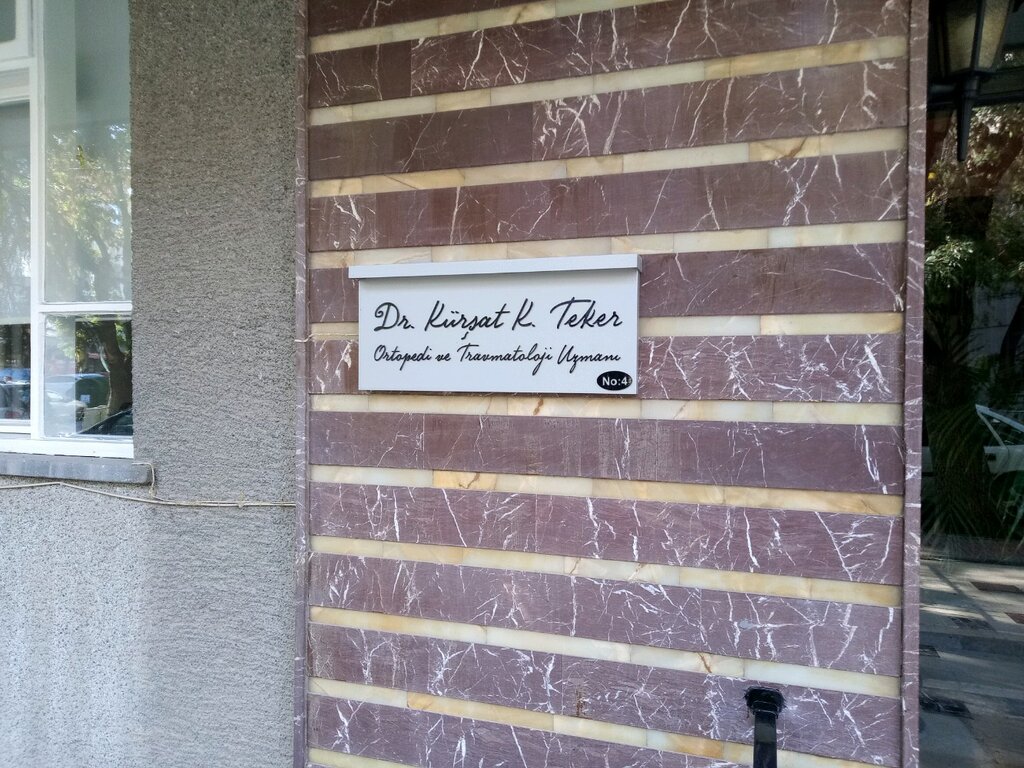 Dr. Kürşat K. Teker
Ortopedi ve Travmatoloji Uzmanı
No:4